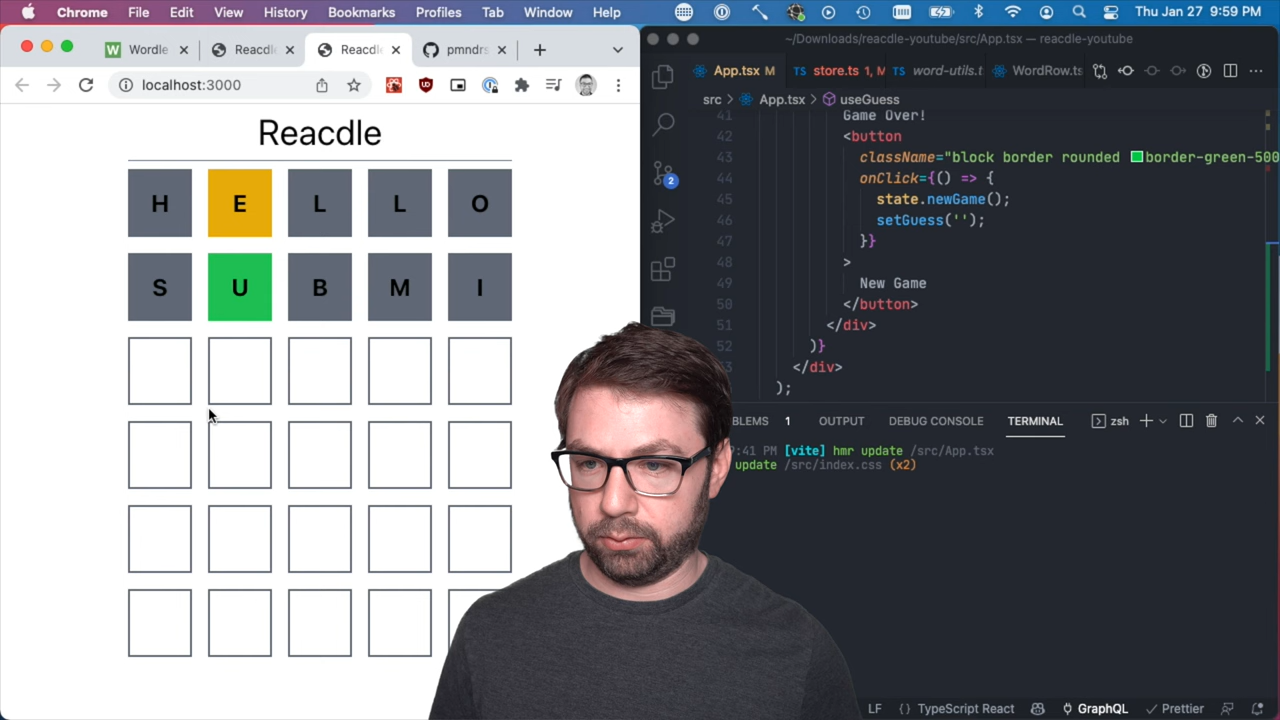 Chrome File Edit View History Bookmarks Profiles Tab Window Help Thu Jan 27 9:59 PM
Wordle Reacdle Reacdle pmndrs
localhost:3000
Reacdle
H E L L O
S U B M I
~/Downloads/reacdle-youtube/src/App.tsx — reacdle-youtube
App.tsx M store.ts 1, M word-utils.t WordRow.ts
src > App.tsx > useGuess
41 Game Over!
42 <button
43 className="block border rounded border-green-500
44 onClick={() => {
45 state.newGame();
46 setGuess('');
47 }}
48 >
49 New Game
50 </button>
51 </div>
52 )}
53 </div>
);
2
BLEMS 1 OUTPUT DEBUG CONSOLE TERMINAL zsh
:41 PM [vite] hmr update /src/App.tsx
update /src/index.css (x2)
LF {} TypeScript React GraphQL Prettier